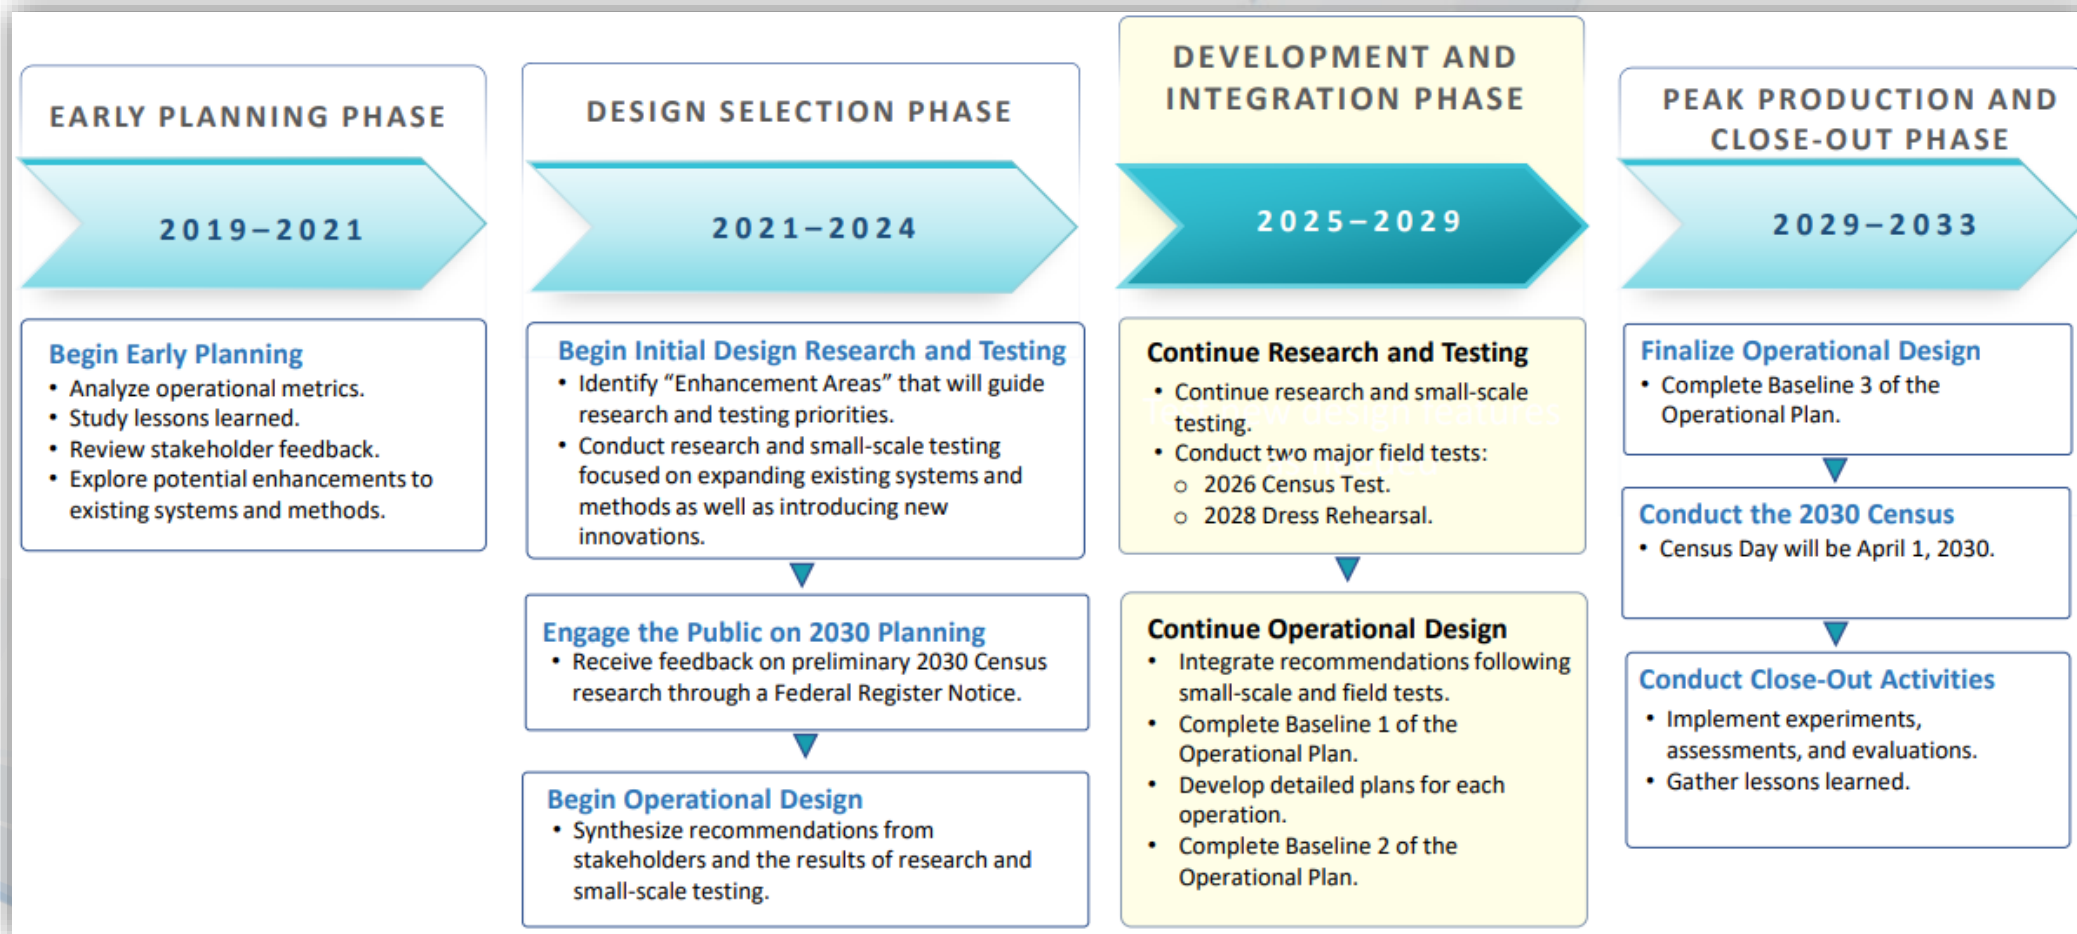 EARLY PLANNING PHASE
2019–2021
Begin Early Planning
• Analyze operational metrics.
• Study lessons learned.
• Review stakeholder feedback.
• Explore potential enhancements to
existing systems and methods.
DESIGN SELECTION PHASE
2021–2024
Begin Initial Design Research and Testing
• Identify “Enhancement Areas” that will guide
research and testing priorities.
• Conduct research and small-scale testing
focused on expanding existing systems and
methods as well as introducing new
innovations.
Engage the Public on 2030 Planning
• Receive feedback on preliminary 2030 Census
research through a Federal Register Notice.
Begin Operational Design
• Synthesize recommendations from
stakeholders and the results of research and
small-scale testing.
DEVELOPMENT AND
INTEGRATION PHASE
2025–2029
Continue Research and Testing
• Continue research and small-scale
testing.
• Conduct two major field tests:
o 2026 Census Test.
o 2028 Dress Rehearsal.
Continue Operational Design
• Integrate recommendations following
small-scale and field tests.
• Complete Baseline 1 of the
Operational Plan.
• Develop detailed plans for each
operation.
• Complete Baseline 2 of the
Operational Plan.
PEAK PRODUCTION AND
CLOSE-OUT PHASE
2029–2033
Finalize Operational Design
• Complete Baseline 3 of the
Operational Plan.
Conduct the 2030 Census
• Census Day will be April 1, 2030.
Conduct Close-Out Activities
• Implement experiments,
assessments, and evaluations.
• Gather lessons learned.